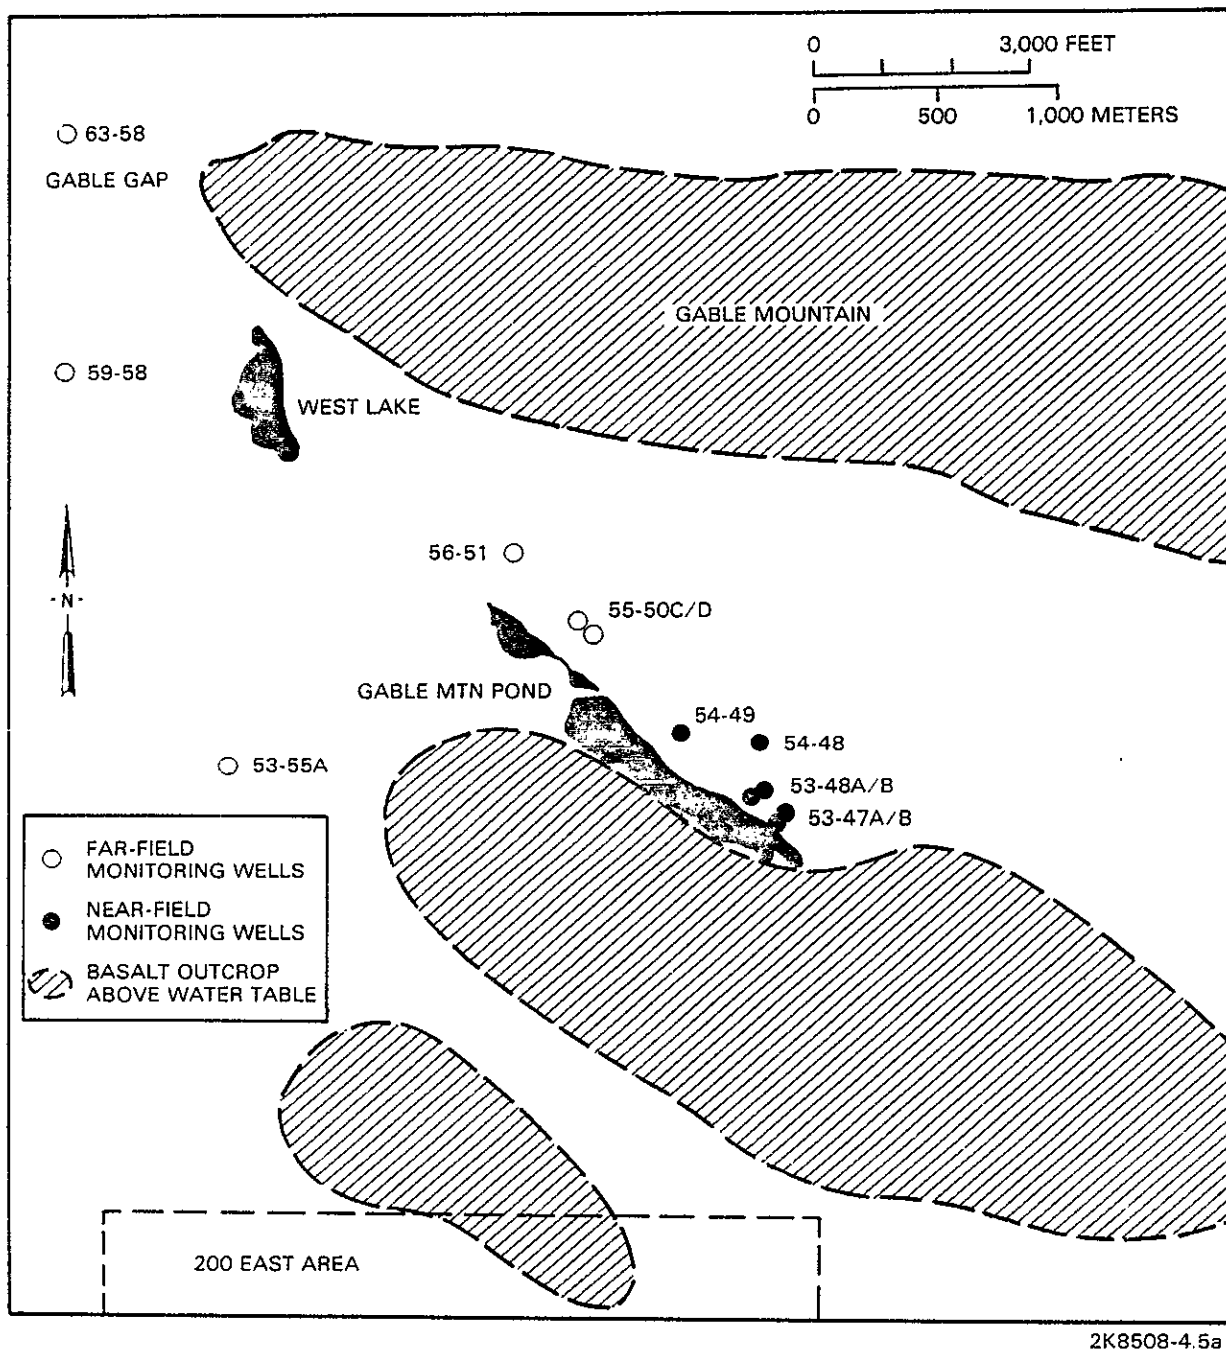 0 3,000 FEET
0 500 1,000 METERS
63-58
GABLE GAP
GABLE MOUNTAIN
59-58
WEST LAKE
56-51
-N-
55-50C/D
GABLE MTN POND
54-49
54-48
53-55A
53-48A/B
53-47A/B
FAR-FIELD
MONITORING WELLS
NEAR-FIELD
MONITORING WELLS
BASALT OUTCROP
ABOVE WATER TABLE
200 EAST AREA
2K8508-4.5a